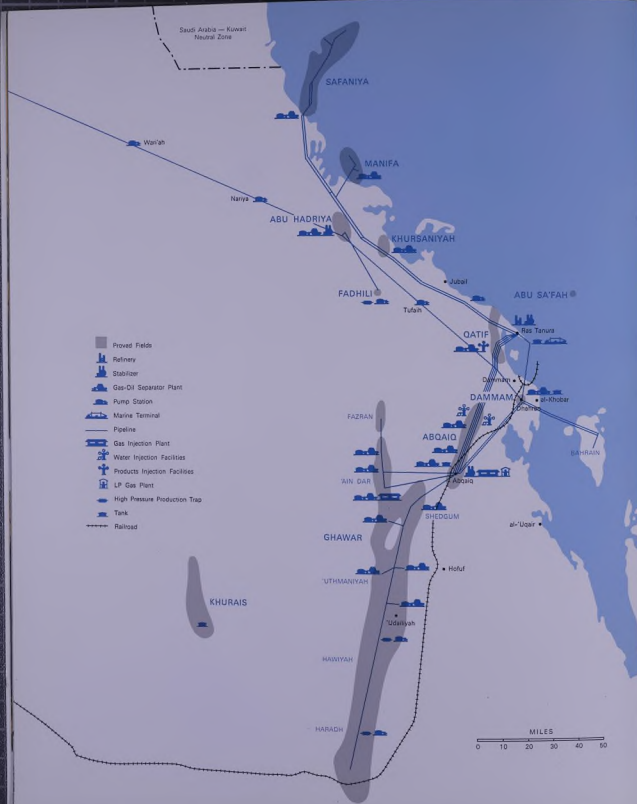 Saudi Arabia — Kuwait
Neutral Zone
SAFANIYA
Wari'ah
MANIFA
Nariya
ABU HADRIYA
KHURSANIYAH
Jubail
FADHILI
ABU SA'FAH
Tufaih
QATIF
Ras Tanura
Proved Fields
Refinery
Stabilizer
Gas-Oil Separator Plant
Pump Station
Marine Terminal
Pipeline
Gas Injection Plant
Water Injection Facilities
Products Injection Facilities
LP Gas Plant
High Pressure Production Trap
Tank
Railroad
Dammam
DAMMAM
al-Khobar
Dhahran
FAZRAN
ABQAIQ
BAHRAIN
'AIN DAR
Abqaiq
SHEDGUM
al-'Uqair
GHAWAR
Hofuf
'UTHMANIYAH
KHURAIS
'Udailiyah
HAWIYAH
HARADH
MILES
0 10 20 30 40 50